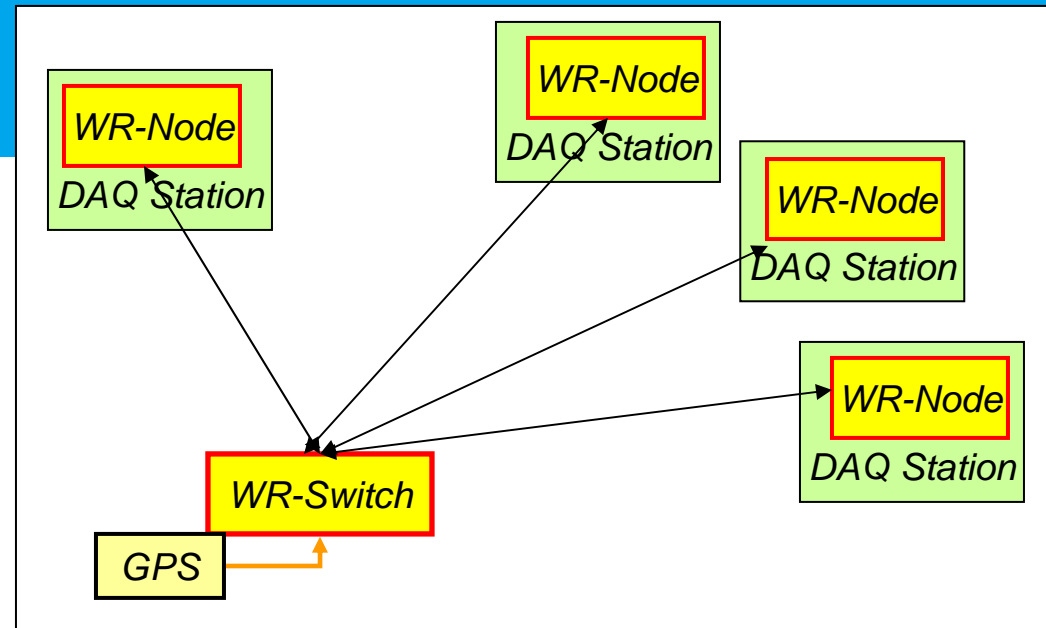 WR-Node
DAQ Station
WR-Node
DAQ Station
WR-Node
DAQ Station
WR-Node
DAQ Station
WR-Switch
GPS